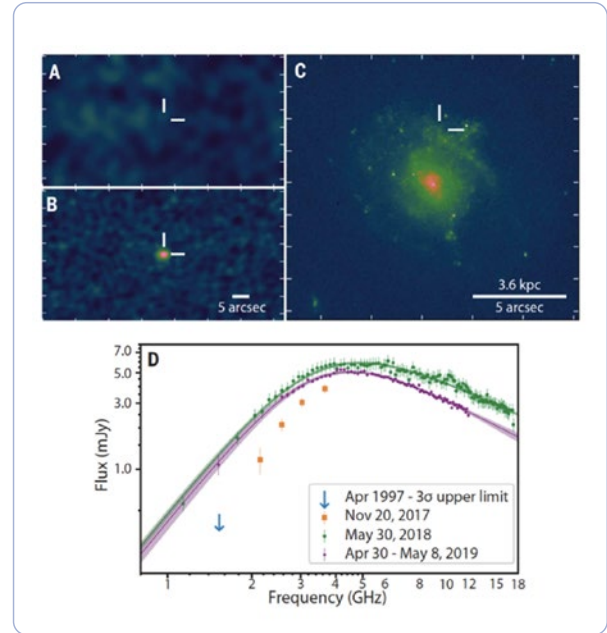 A
C
B
5 arcsec
3.6 kpc
5 arcsec
D
7.0
5.0
3.0
1.0
Flux (mJy)
Apr 1997 - 3σ upper limit
Nov 20, 2017
May 30, 2018
Apr 30 - May 8, 2019
1 2 3 4 5 6 8 10 12 14 18
Frequency (GHz)